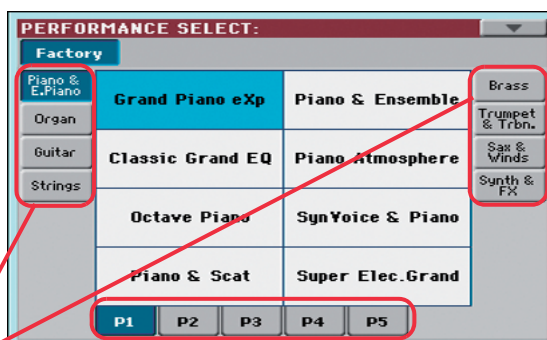 PERFORMANCE SELECT:
Factory
Piano &
E.Piano
Organ
Guitar
Strings
Grand Piano eXp
Piano & Ensemble
Classic Grand EQ
Piano Atmosphere
Octave Piano
SynVoice & Piano
Piano & Scat
Super Elec.Grand
Brass
Trumpet
& Trbn.
Sax &
Winds
Synth &
FX
P1 P2 P3 P4 P5